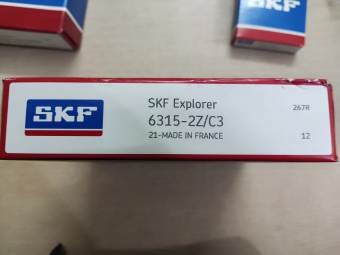 SKF
SKF Explorer
267R
6315-2Z/C3
21-MADE IN FRANCE
12